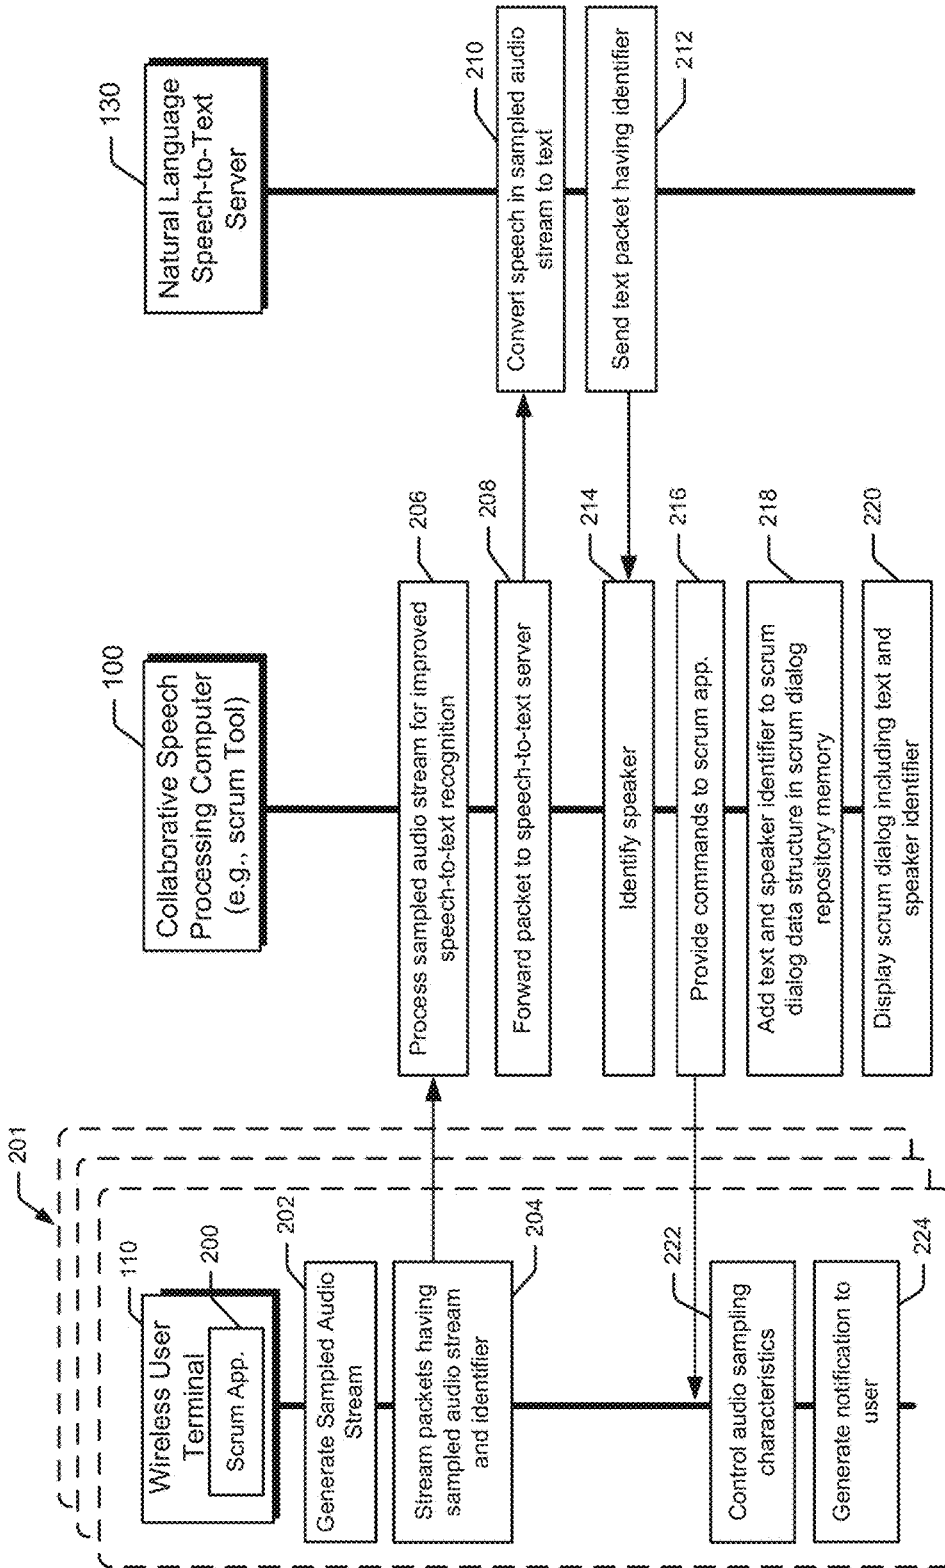 201
110
Wireless User
Terminal
200
Scrum App.
202
Generate Sampled Audio
Stream
Stream packets having
sampled audio stream
and identifier
204
222
Control audio sampling
characteristics
Generate notification to
user
224
100
Collaborative Speech
Processing Computer
(e.g., scrum Tool)
206
Process sampled audio stream for improved
speech-to-text recognition
208
Forward packet to speech-to-text server
214
Identify speaker
216
Provide commands to scrum app.
218
Add text and speaker identifier to scrum
dialog data structure in scrum dialog
repository memory
220
Display scrum dialog including text and
speaker identifier
130
Natural Language
Speech-to-Text
Server
210
Convert speech in sampled audio
stream to text
212
Send text packet having identifier